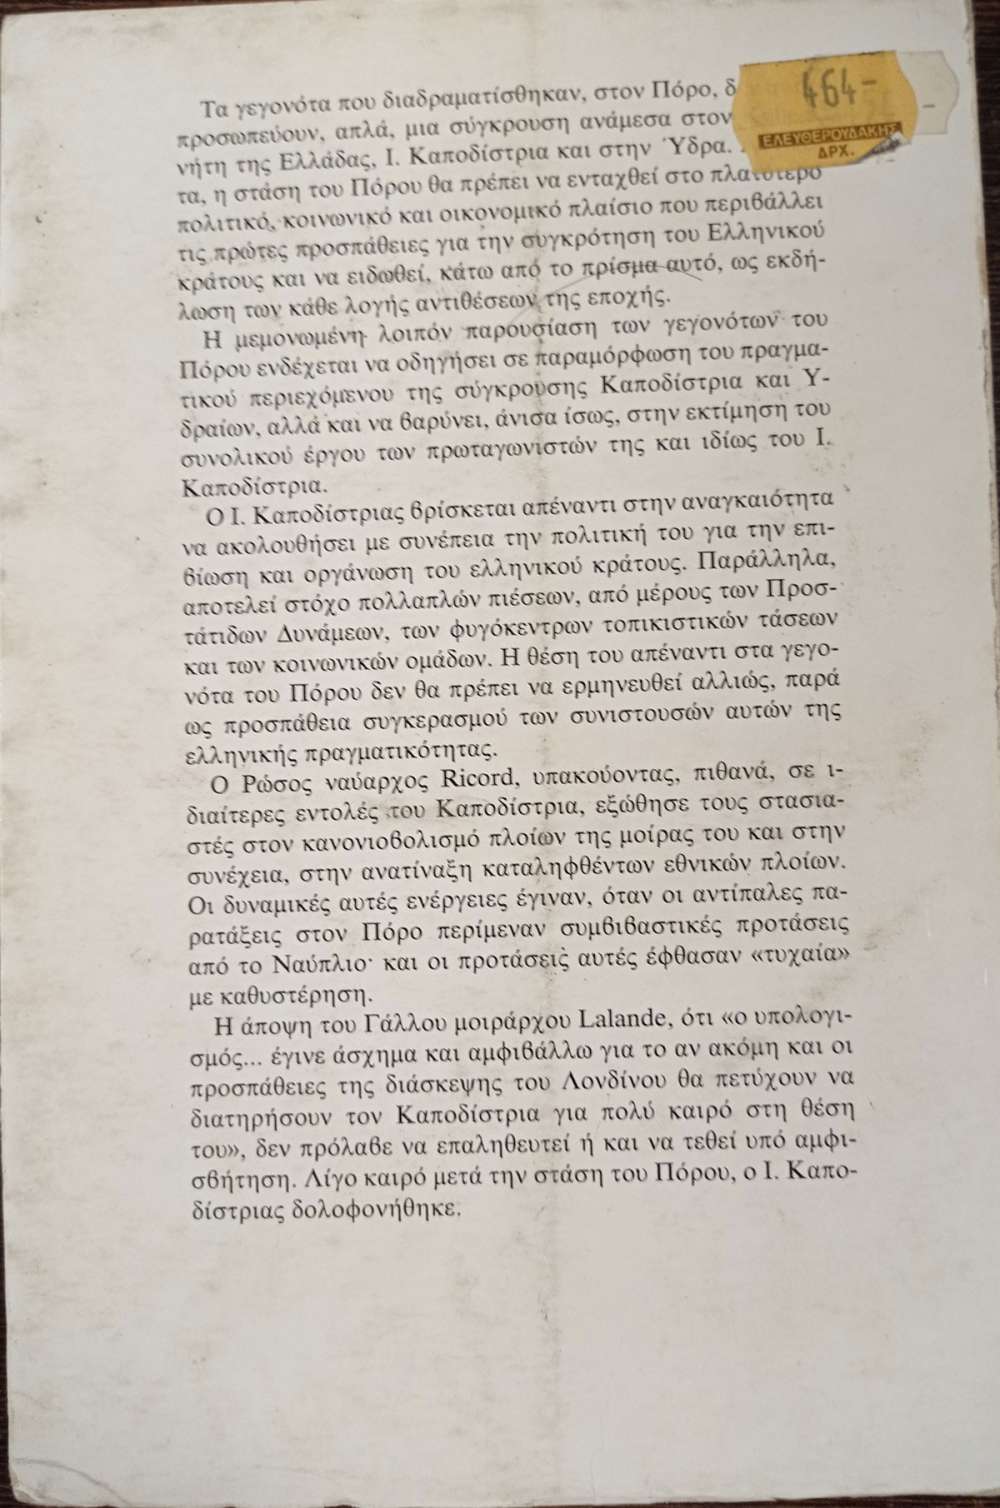 Τα γεγονότα που διαδραματίσθηκαν, στον Πόρο, δ
προσωπεύουν, απλά, μια σύγκρουση ανάμεσα στον
νήτη της Ελλάδας, Ι. Καποδίστρια και στην Ύδρα.
τα, η στάση του Πόρου θα πρέπει να ενταχθεί στο πλατύτερο
πολιτικό, κοινωνικό και οικονομικό πλαίσιο που περιβάλλει
τις πρώτες προσπάθειες για την συγκρότηση του Ελληνικού
κράτους και να ειδωθεί, κάτω από το πρίσμα αυτό, ως εκδή-
λωση των κάθε λογής αντιθέσεων της εποχής.
Η μεμονωμένη λοιπόν παρουσίαση των γεγονότων του
Πόρου ενδέχεται να οδηγήσει σε παραμόρφωση του πραγμα-
τικού περιεχόμενου της σύγκρουσης Καποδίστρια και Υ-
δραίων, αλλά και να βαρύνει, άνισα ίσως, στην εκτίμηση του
συνολικού έργου των πρωταγωνιστών της και ιδίως του Ι.
Καποδίστρια.
Ο Ι. Καποδίστριας βρίσκεται απέναντι στην αναγκαιότητα
να ακολουθήσει με συνέπεια την πολιτική του για την επι-
βίωση και οργάνωση του ελληνικού κράτους. Παράλληλα,
αποτελεί στόχο πολλαπλών πιέσεων, από μέρους των Προσ-
τάτιδων Δυνάμεων, των φυγόκεντρων τοπικιστικών τάσεων
και των κοινωνικών ομάδων. Η θέση του απέναντι στα γεγο-
νότα του Πόρου δεν θα πρέπει να ερμηνευθεί αλλιώς, παρά
ως προσπάθεια συγκερασμού των συνιστουσών αυτών της
ελληνικής πραγματικότητας.
Ο Ρώσος ναύαρχος Ricord, υπακούοντας, πιθανά, σε ι-
διαίτερες εντολές του Καποδίστρια, εξώθησε τους στασια-
στές στον κανονιοβολισμό πλοίων της μοίρας του και στην
συνέχεια, στην ανατίναξη καταληφθέντων εθνικών πλοίων.
Οι δυναμικές αυτές ενέργειες έγιναν, όταν οι αντίπαλες πα-
ρατάξεις στον Πόρο περίμεναν συμβιβαστικές προτάσεις
από το Ναύπλιο· και οι προτάσεις αυτές έφθασαν «τυχαία»
με καθυστέρηση.
Η άποψη του Γάλλου μοιράρχου Lalande, ότι «ο υπολογι-
σμός... έγινε άσχημα και αμφιβάλλω για το αν ακόμη και οι
προσπάθειες της διάσκεψης του Λονδίνου θα πετύχουν να
διατηρήσουν τον Καποδίστρια για πολύ καιρό στη θέση
του», δεν πρόλαβε να επαληθευτεί ή και να τεθεί υπό αμφι-
σβήτηση. Λίγο καιρό μετά την στάση του Πόρου, ο Ι. Καπο-
δίστριας δολοφονήθηκε.
464-
ΕΛΕΥΘΕΡΟΥΔΑΚΗΣ
ΔΡΧ.